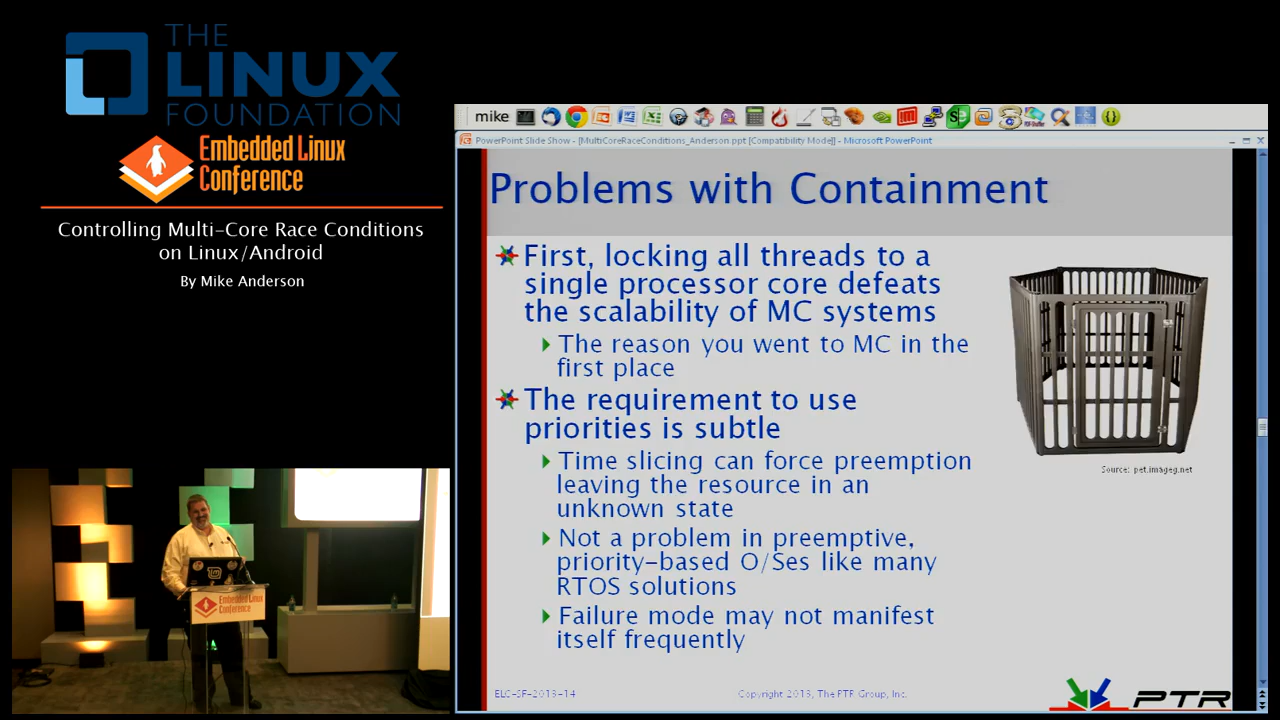 THE
LINUX
FOUNDATION
Embedded Linux
Conference
Controlling Multi-Core Race Conditions
on Linux/Android
By Mike Anderson
mike
PowerPoint Slide Show - [MultiCoreRaceConditions_Anderson.ppt [Compatibility Mode]] - Microsoft PowerPoint
Problems with Containment
First, locking all threads to a
single processor core defeats
the scalability of MC systems
The reason you went to MC in the
first place
The requirement to use
priorities is subtle
Time slicing can force preemption
leaving the resource in an
unknown state
Not a problem in preemptive,
priority-based O/Ses like many
RTOS solutions
Failure mode may not manifest
itself frequently
Source: pet.imageg.net
ELC-SF-2013-14
Copyright 2013, The PTR Group, Inc.
PTR
Embedded Linux
Conference